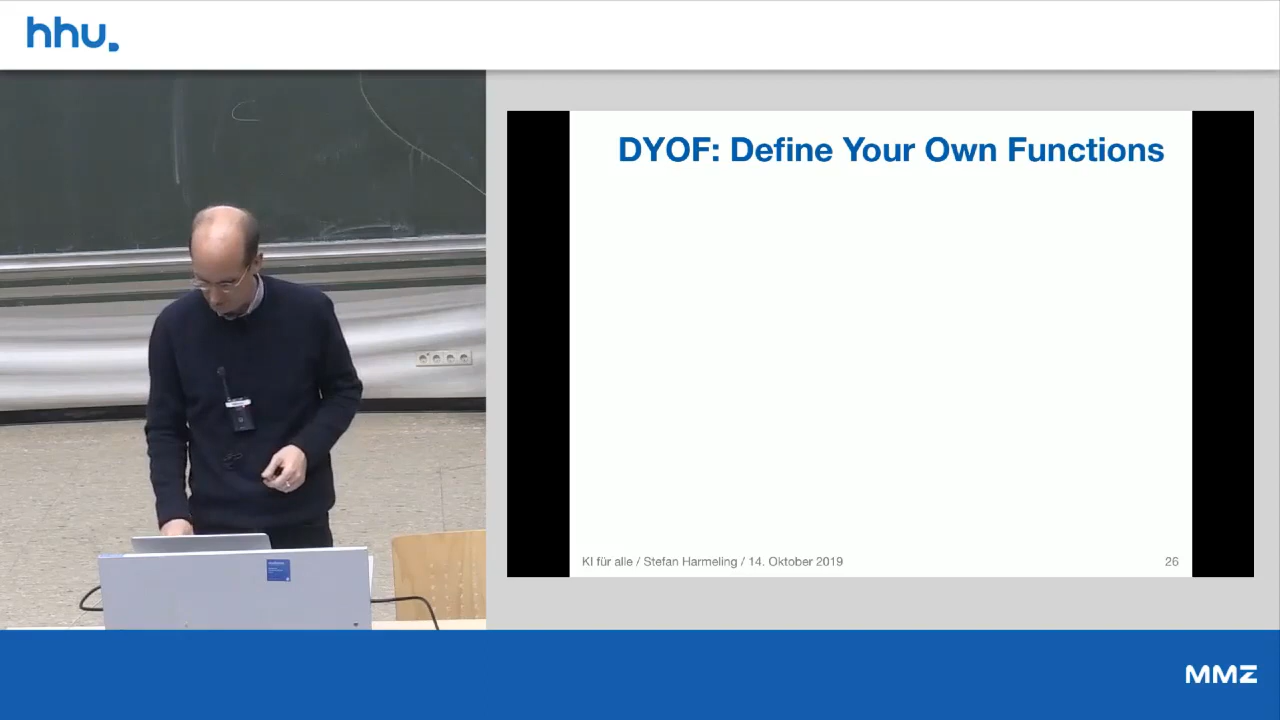 hhu.
DYOF: Define Your Own Functions
KI für alle / Stefan Harmeling / 14. Oktober 2019
26
MMZ